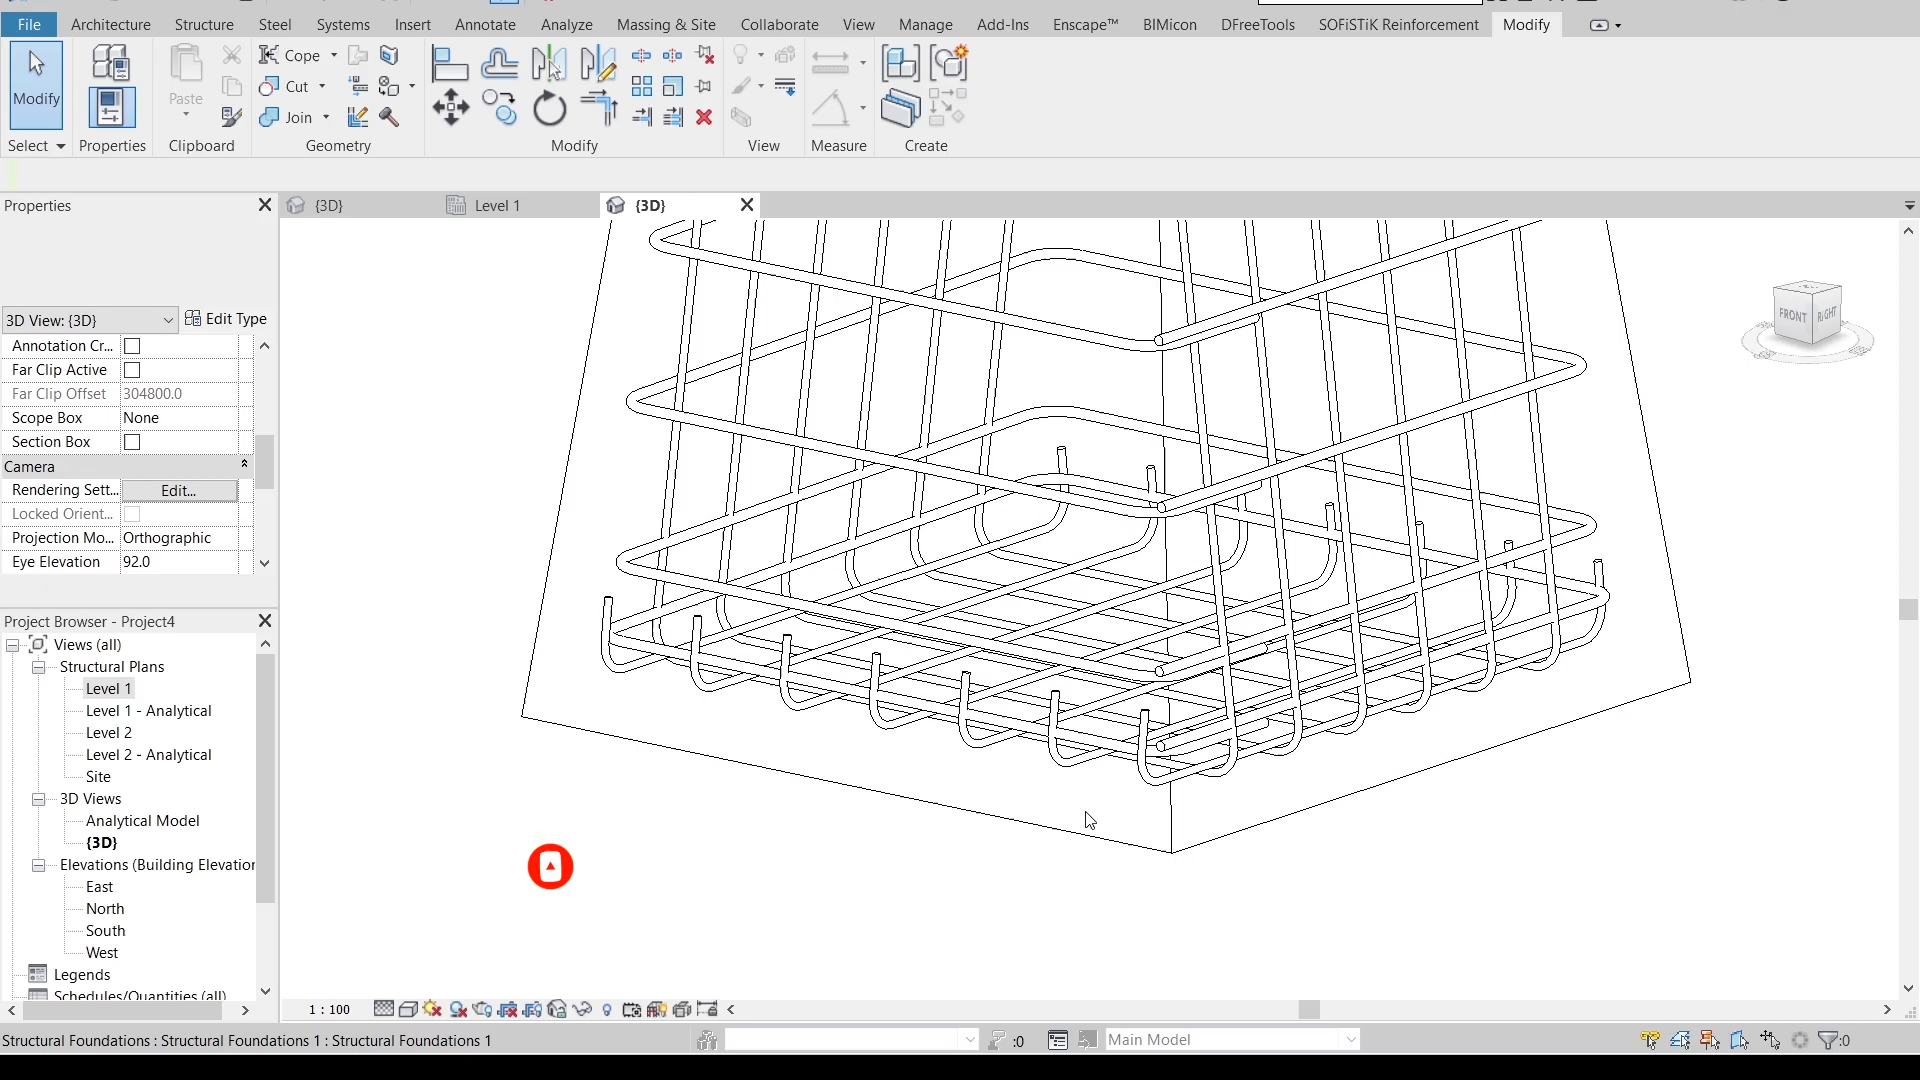 File Architecture Structure Steel Systems Insert Annotate Analyze Massing & Site Collaborate View Manage Add-Ins Enscape™ BIMicon DFreeTools SOFiSTiK Reinforcement Modify
Modify Paste Cope
Cut
Join
Select Properties Clipboard Geometry Modify View Measure Create
Properties
{3D} Level 1 {3D}
3D View: {3D} Edit Type
Annotation Cr...
Far Clip Active
Far Clip Offset 304800.0
Scope Box None
Section Box
Camera
Rendering Sett... Edit...
Locked Orient...
Projection Mo... Orthographic
Eye Elevation 92.0
FRONT RIGHT
Project Browser - Project4
Views (all)
Structural Plans
Level 1
Level 1 - Analytical
Level 2
Level 2 - Analytical
Site
3D Views
Analytical Model
{3D}
Elevations (Building Elevation
East
North
South
West
Legends
Schedules/Quantities (all)
1 : 100
Structural Foundations : Structural Foundations 1 : Structural Foundations 1 :0 Main Model :0